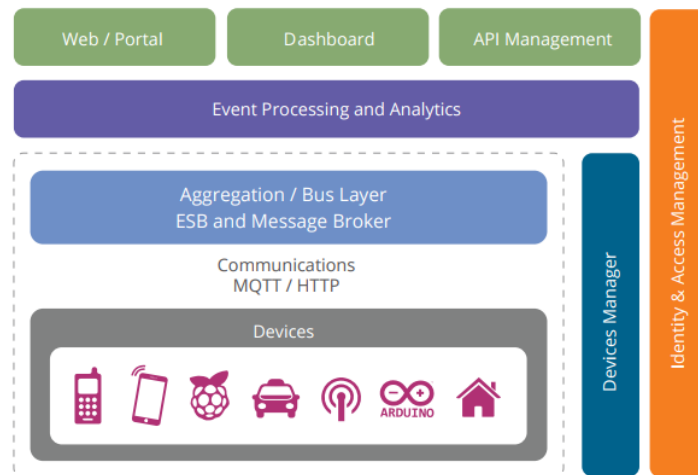 Web / Portal
Dashboard
API Management
Event Processing and Analytics
Aggregation / Bus Layer
ESB and Message Broker
Communications
MQTT / HTTP
Devices
ARDUINO
Devices Manager
Identity & Access Management